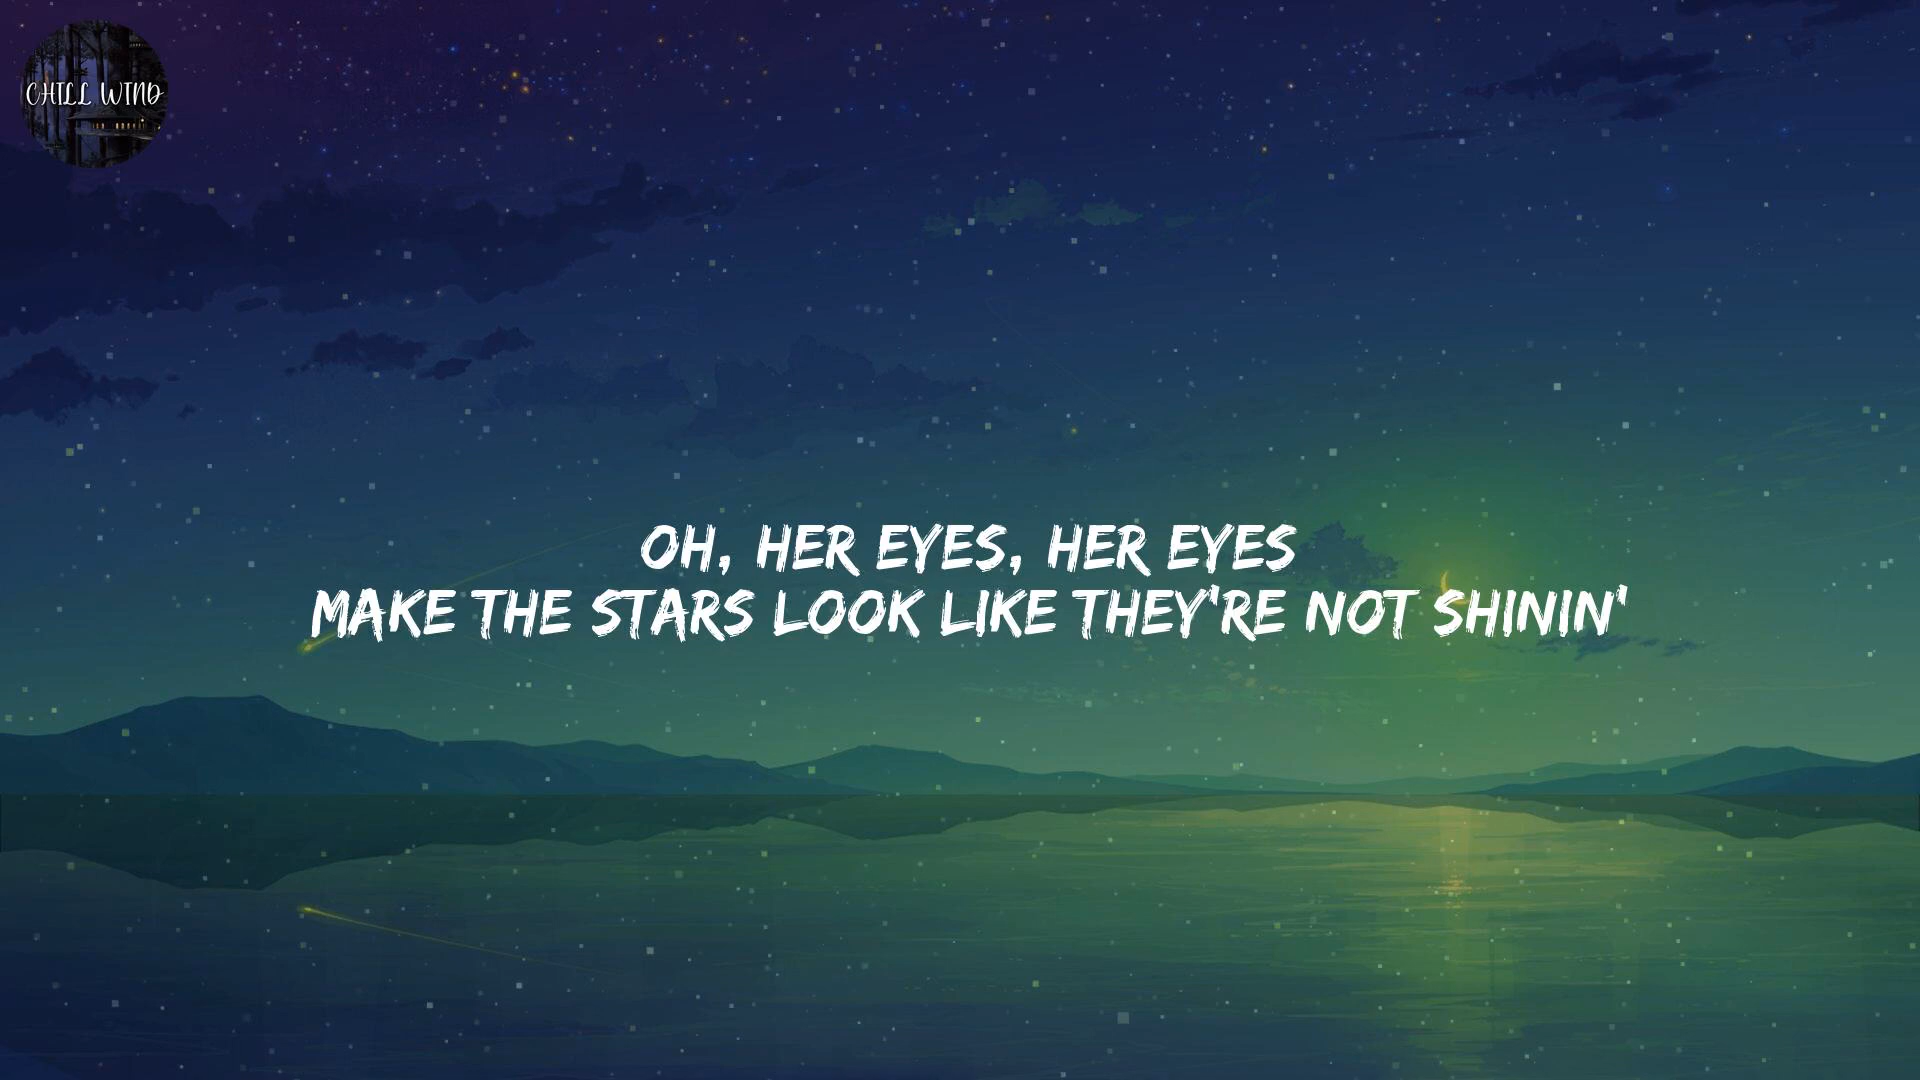 CHILL WIND
OH, HER EYES, HER EYES
MAKE THE STARS LOOK LIKE THEY'RE NOT SHININ'